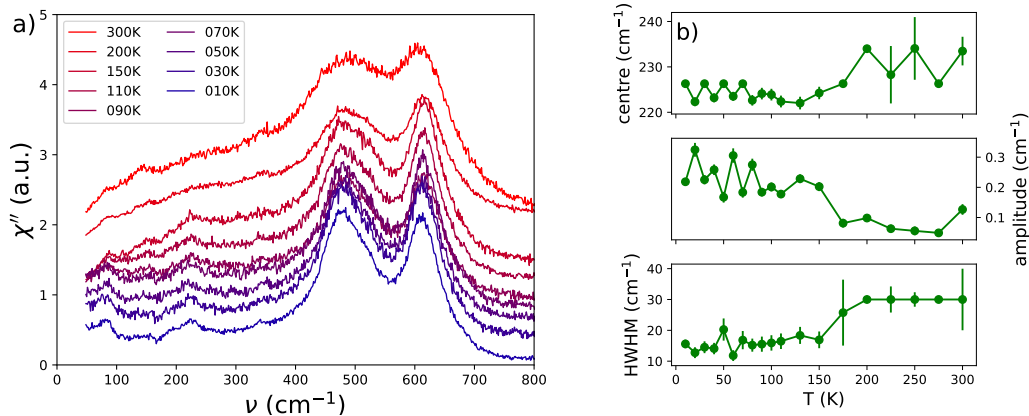 a)
χ'' (a.u.)
5
4
3
2
1
0
300K
200K
150K
110K
090K
070K
050K
030K
010K
0 100 200 300 400 500 600 700 800
ν (cm⁻¹)
b)
centre (cm⁻¹)
240
230
220
amplitude (cm⁻¹)
0.3
0.2
0.1
HWHM (cm⁻¹)
40
30
20
10
0 50 100 150 200 250 300
T (K)